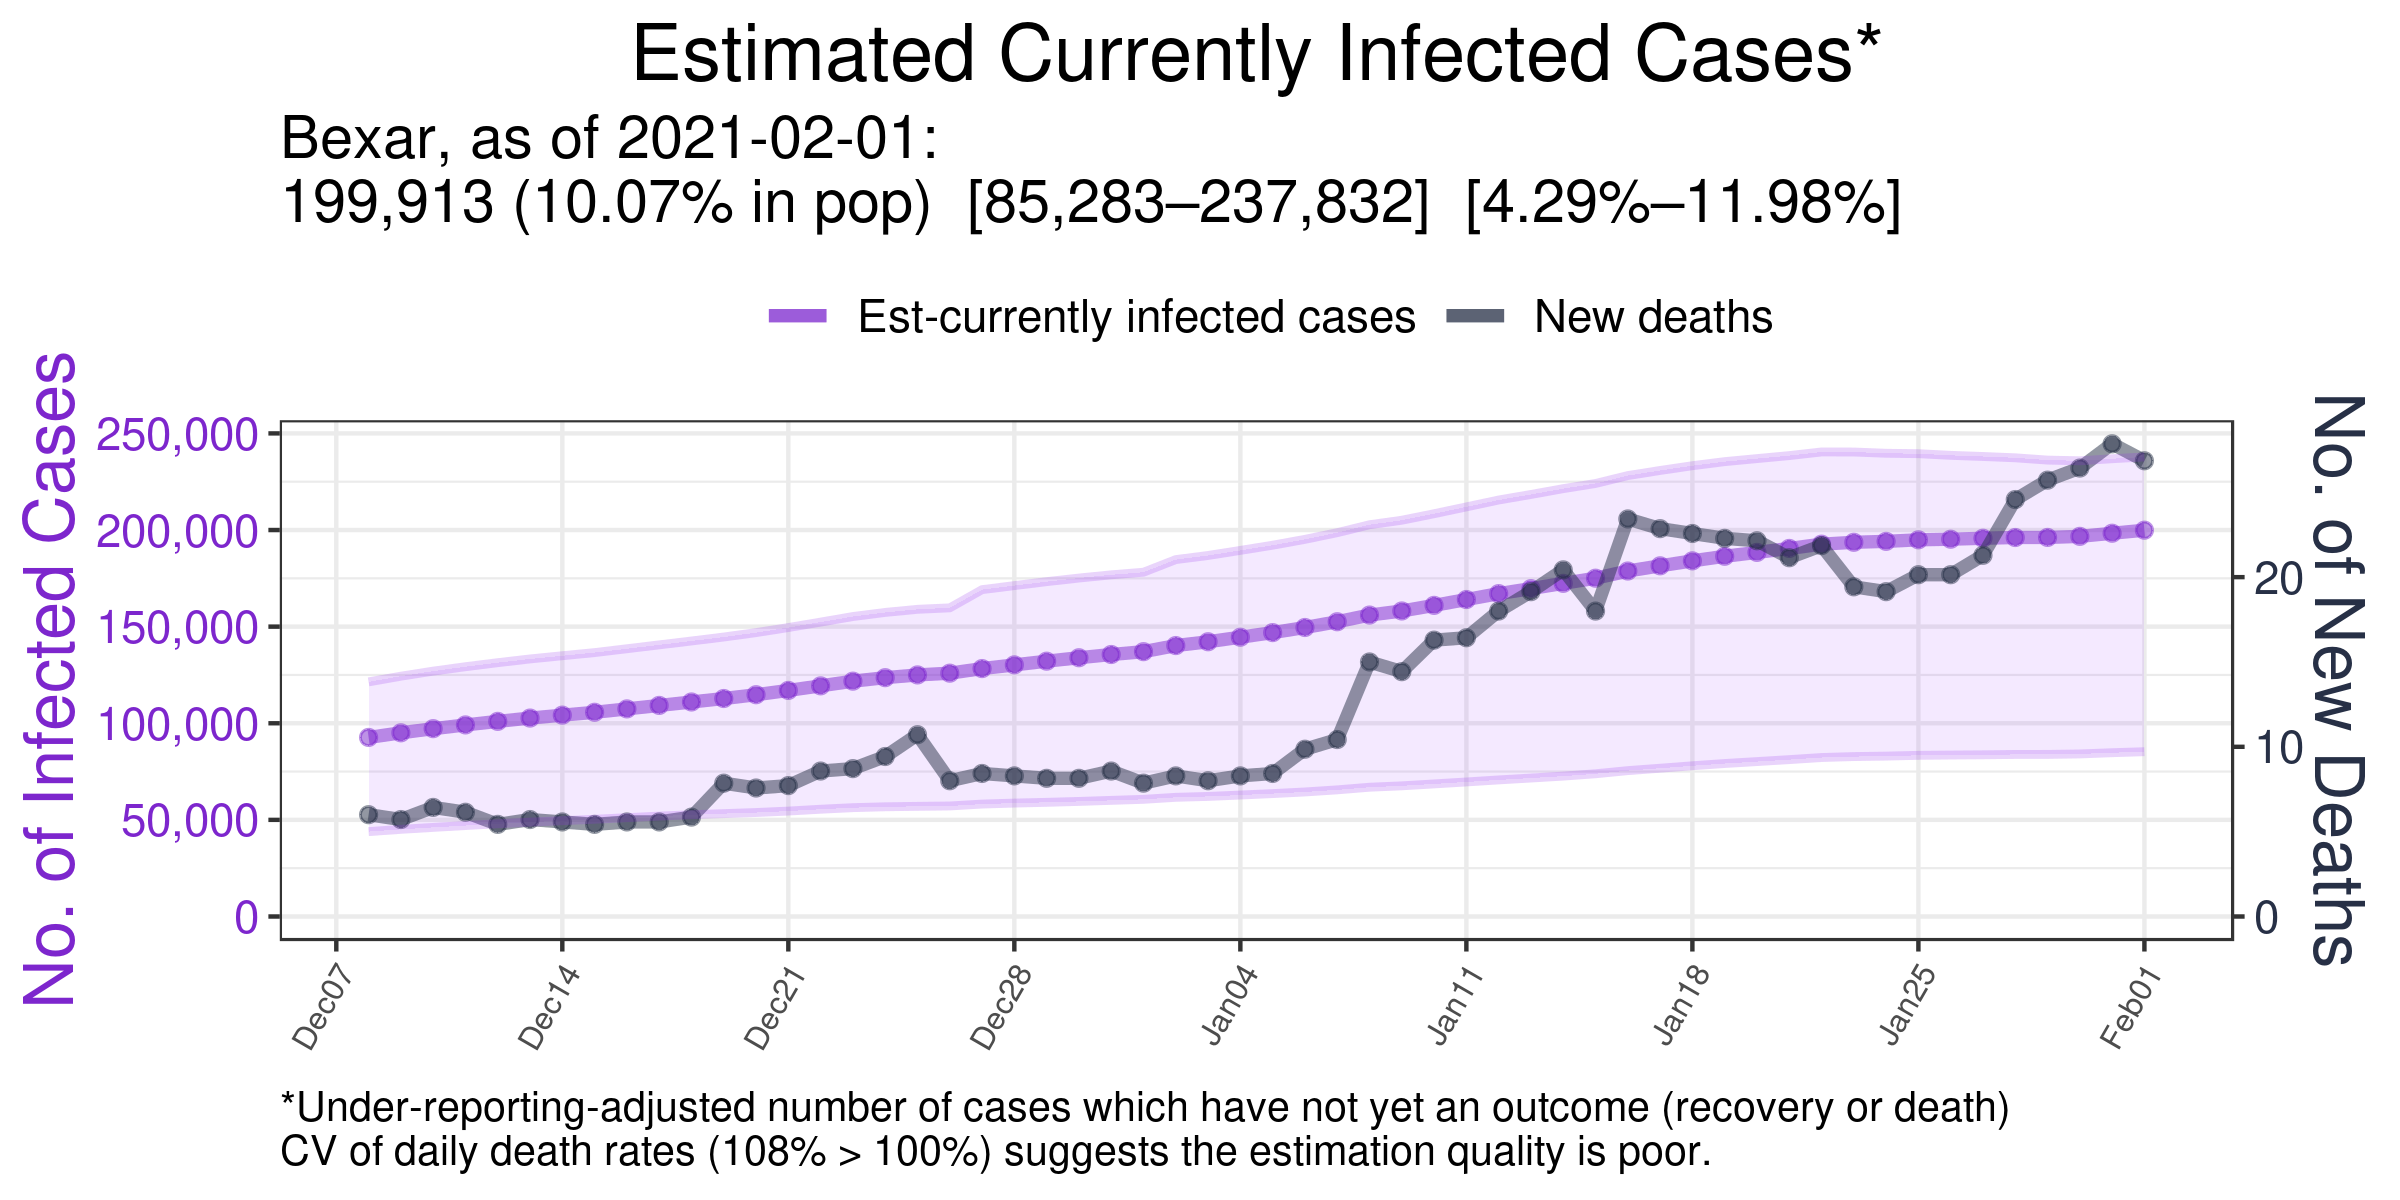 Estimated Currently Infected Cases*
Bexar, as of 2021-02-01:
199,913 (10.07% in pop)  [85,283–237,832]  [4.29%–11.98%]
Est-currently infected cases
New deaths
No. of Infected Cases
250,000
200,000
150,000
100,000
50,000
0
20
10
0
No. of New Deaths
Dec07
Dec14
Dec21
Dec28
Jan04
Jan11
Jan18
Jan25
Feb01
*Under-reporting-adjusted number of cases which have not yet an outcome (recovery or death)
CV of daily death rates (108% > 100%) suggests the estimation quality is poor.